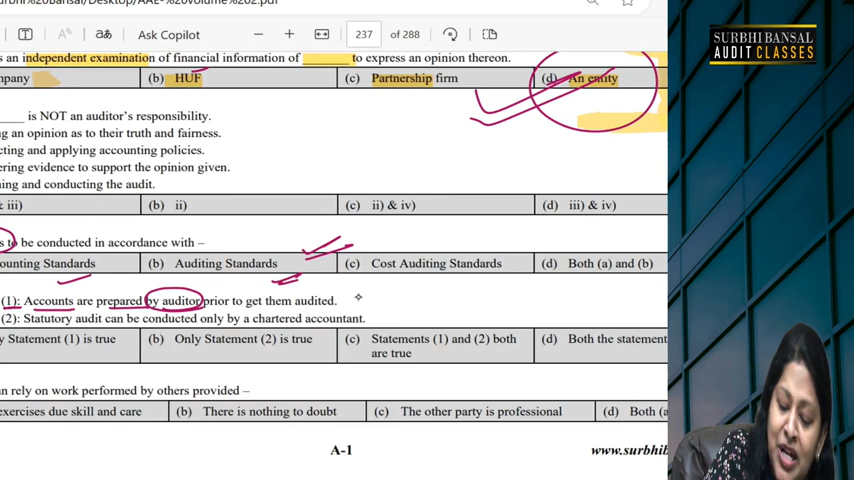 Surbhi Bansal/Desktop/AAE-%20Volume%202.pdf
Ask Copilot
237 of 288
SURBHI BANSAL
AUDIT CLASSES
s an independent examination of financial information of _______ to express an opinion thereon.
mpany (b) HUF (c) Partnership firm (d) An entity
____ is NOT an auditor's responsibility.
ng an opinion as to their truth and fairness.
cting and applying accounting policies.
ering evidence to support the opinion given.
ning and conducting the audit.
& iii) (b) ii) (c) ii) & iv) (d) iii) & iv)
s to be conducted in accordance with –
ounting Standards (b) Auditing Standards (c) Cost Auditing Standards (d) Both (a) and (b)
(1): Accounts are prepared by auditor prior to get them audited.
(2): Statutory audit can be conducted only by a chartered accountant.
y Statement (1) is true (b) Only Statement (2) is true (c) Statements (1) and (2) both are true (d) Both the statement
an rely on work performed by others provided –
exercises due skill and care (b) There is nothing to doubt (c) The other party is professional (d) Both (a
A-1
www.surbhib